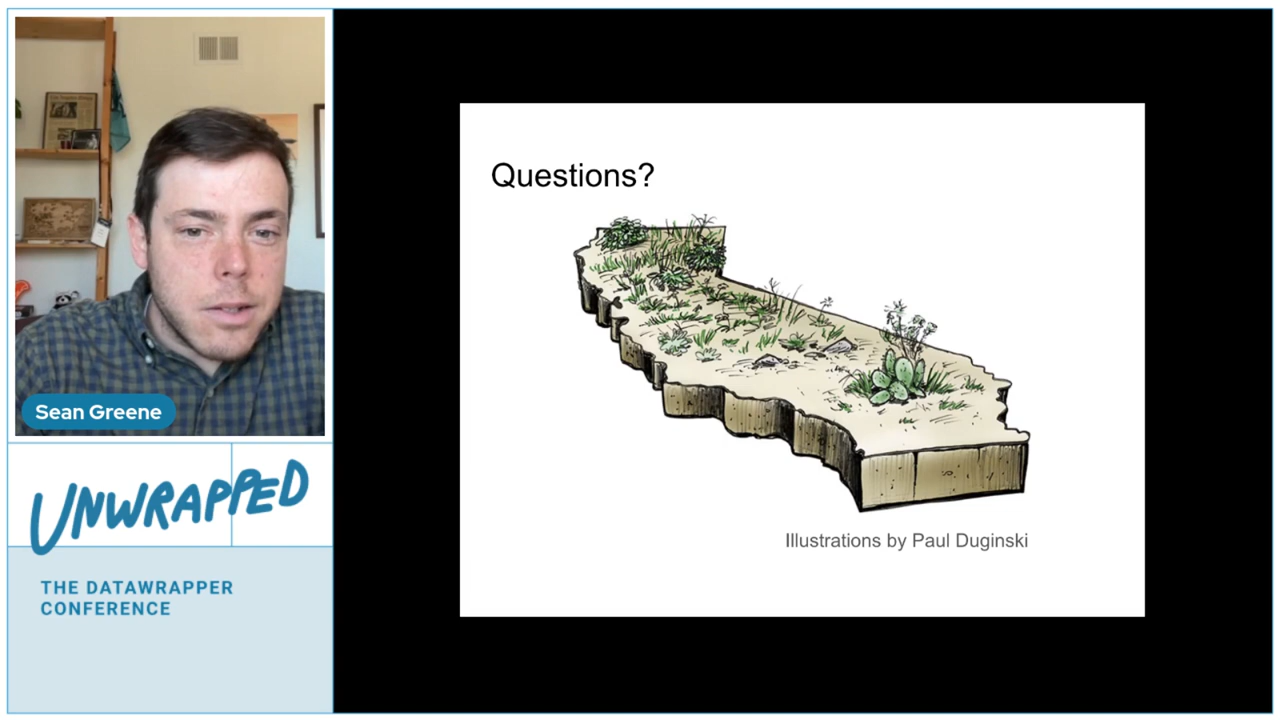 Sean Greene
UNWRAPPED
THE DATAWRAPPER
CONFERENCE
Questions?
Illustrations by Paul Duginski